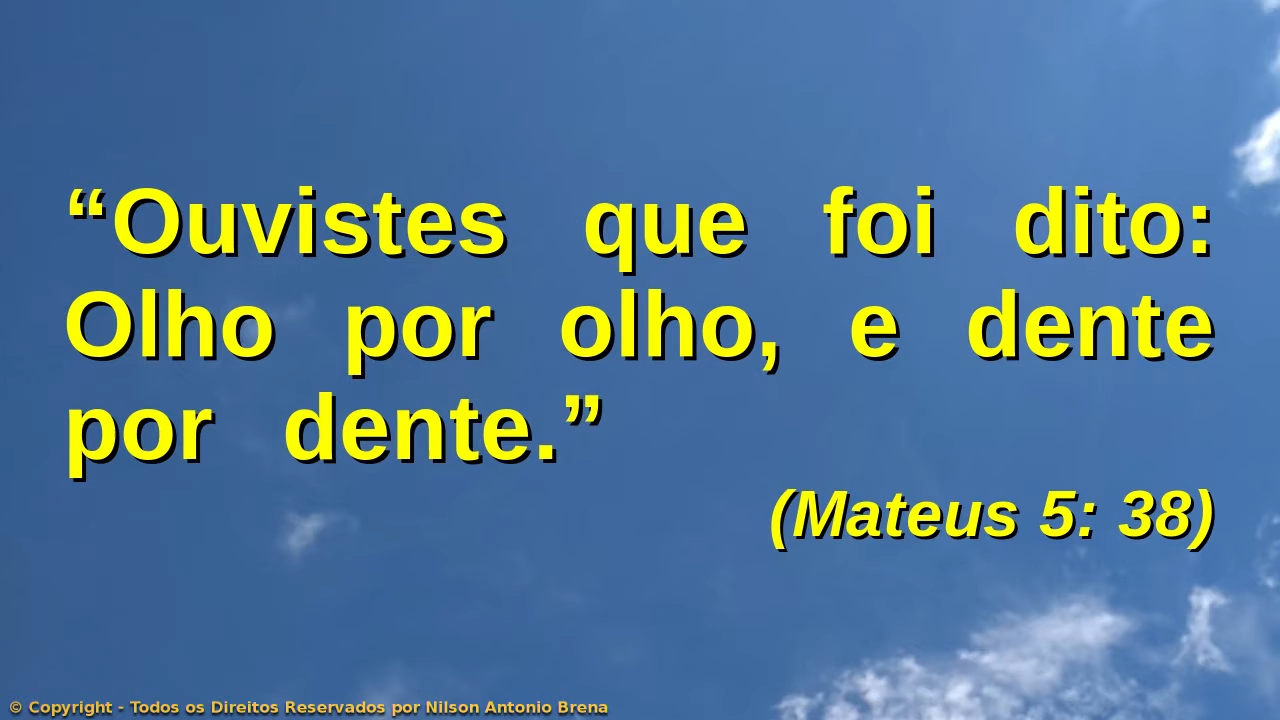 “Ouvistes que foi dito:
Olho por olho, e dente
por dente.”
(Mateus 5: 38)
© Copyright - Todos os Direitos Reservados por Nilson Antonio Brena